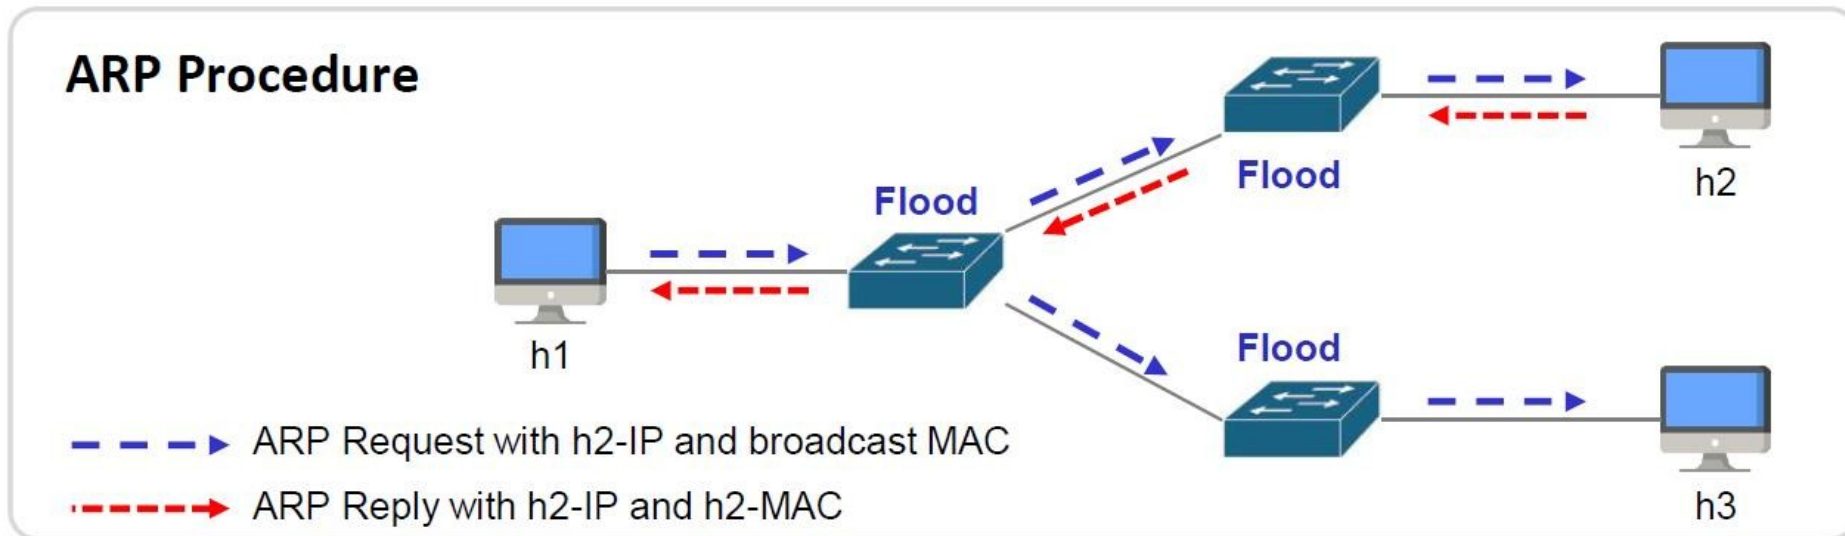 ARP Procedure
Flood
Flood
h2
h1
Flood
h3
ARP Request with h2-IP and broadcast MAC
ARP Reply with h2-IP and h2-MAC